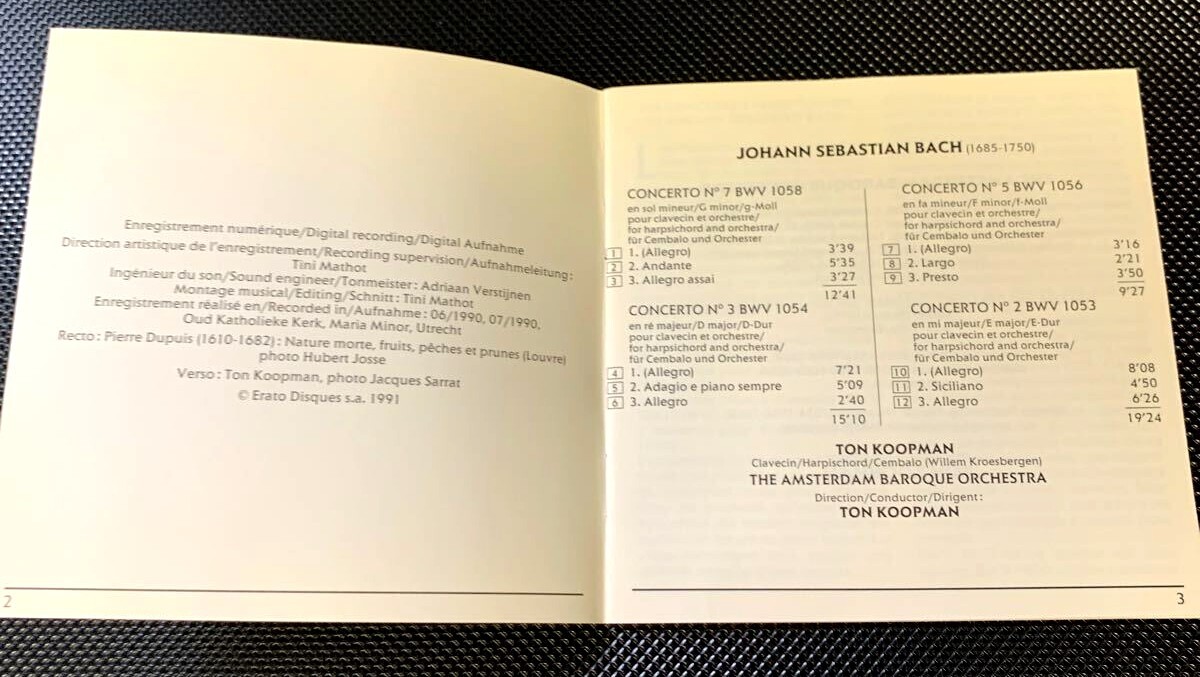 Enregistrement numérique/Digital recording/Digital Aufnahme
Direction artistique de l'enregistrement/Recording supervision/Aufnahmeleitung:
Tini Mathot
Ingénieur du son/Sound engineer/Tonmeister: Adriaan Verstijnen
Montage musical/Editing/Schnitt: Tini Mathot
Enregistrement réalisé en/Recorded in/Aufnahme: 06/1990, 07/1990,
Oud Katholieke Kerk, Maria Minor, Utrecht
Recto: Pierre Dupuis (1610-1682): Nature morte, fruits, pêches et prunes (Louvre)
photo Hubert Josse
Verso: Ton Koopman, photo Jacques Sarrat
© Erato Disques s.a. 1991
2
JOHANN SEBASTIAN BACH (1685-1750)
CONCERTO N° 7 BWV 1058
en sol mineur/G minor/g-Moll
pour clavecin et orchestre/
for harpsichord and orchestra/
für Cembalo und Orchester
1 1. (Allegro) 3'39
2 2. Andante 5'35
3 3. Allegro assai 3'27
12'41
CONCERTO N° 3 BWV 1054
en ré majeur/D major/D-Dur
pour clavecin et orchestre/
for harpsichord and orchestra/
für Cembalo und Orchester
4 1. (Allegro) 7'21
5 2. Adagio e piano sempre 5'09
6 3. Allegro 2'40
15'10
CONCERTO N° 5 BWV 1056
en fa mineur/F minor/f-Moll
pour clavecin et orchestre/
for harpsichord and orchestra/
für Cembalo und Orchester
7 1. (Allegro) 3'16
8 2. Largo 2'21
9 3. Presto 3'50
9'27
CONCERTO N° 2 BWV 1053
en mi majeur/E major/E-Dur
pour clavecin et orchestre/
for harpsichord and orchestra/
für Cembalo und Orchester
10 1. (Allegro) 8'08
11 2. Siciliano 4'50
12 3. Allegro 6'26
19'24
TON KOOPMAN
Clavecin/Harpischord/Cembalo (Willem Kroesbergen)
THE AMSTERDAM BAROQUE ORCHESTRA
Direction/Conductor/Dirigent:
TON KOOPMAN
3